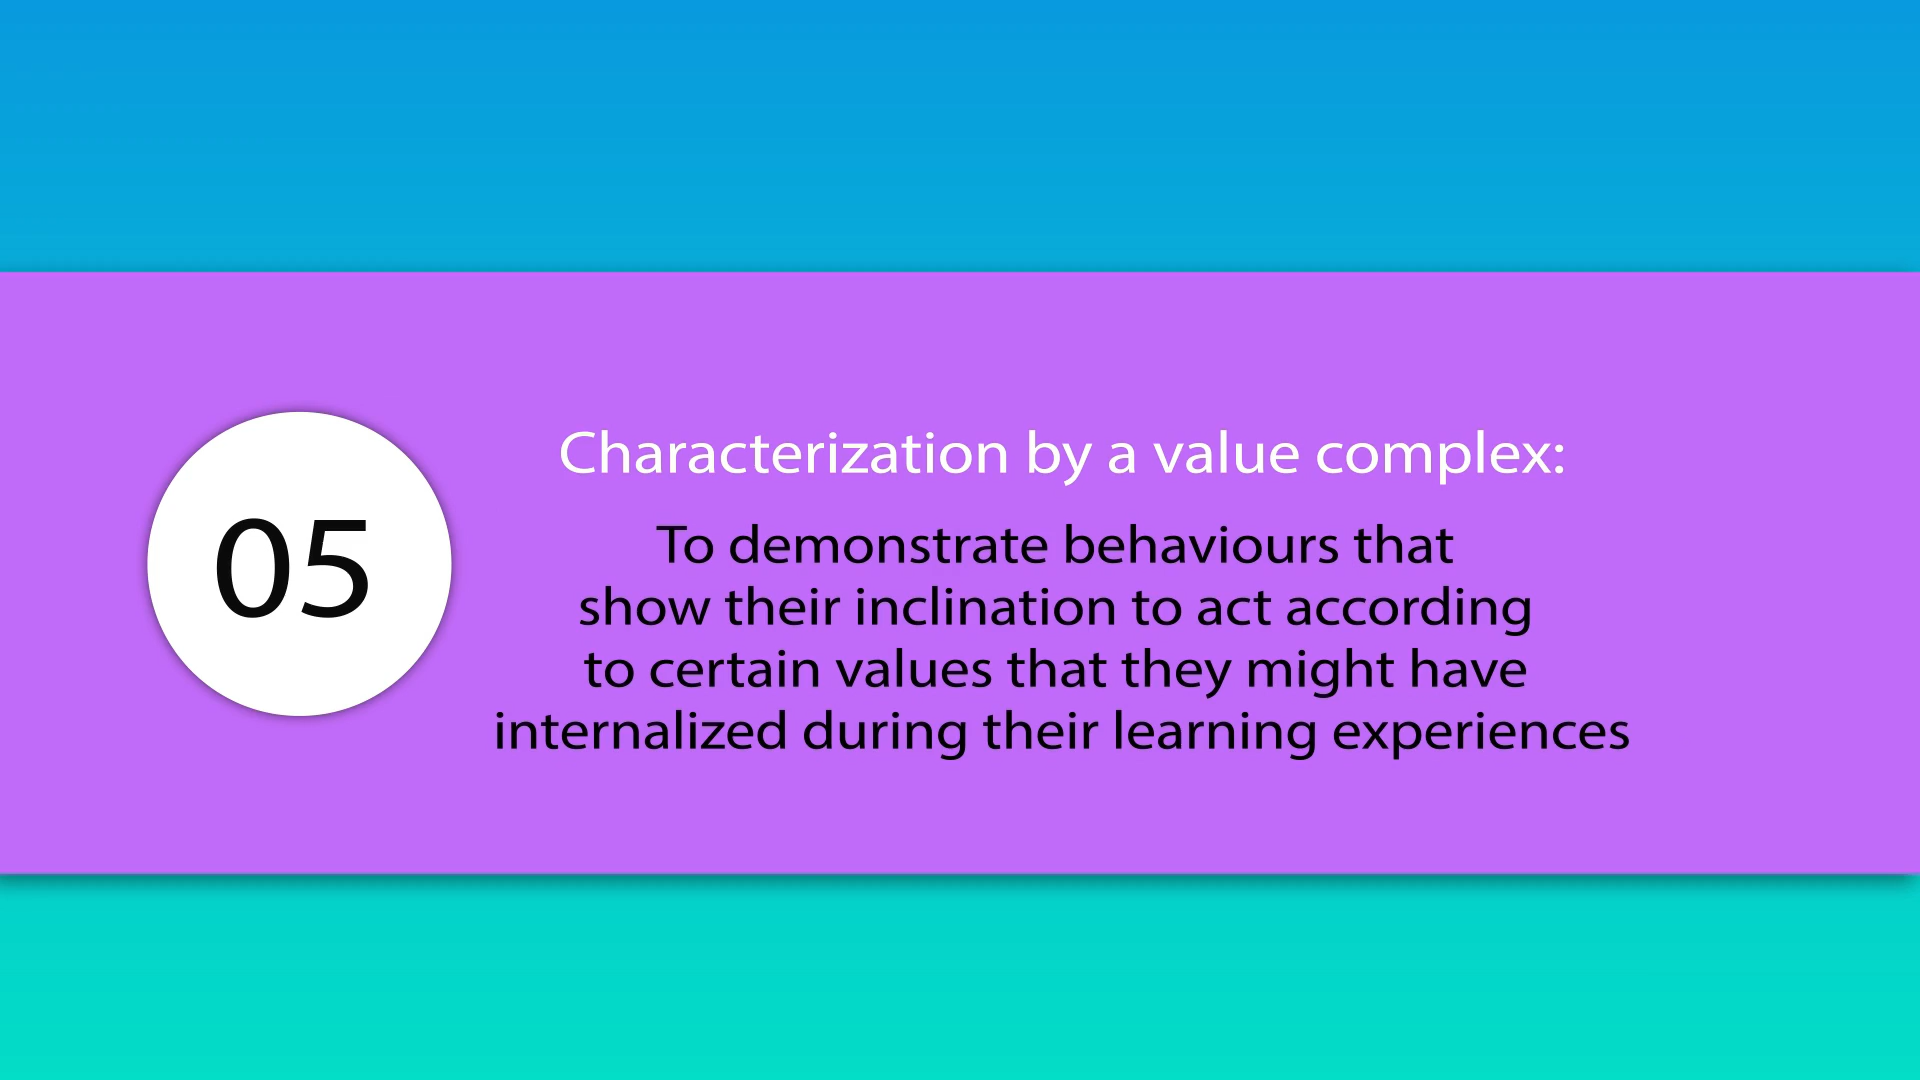 05
Characterization by a value complex:
To demonstrate behaviours that
show their inclination to act according
to certain values that they might have
internalized during their learning experiences